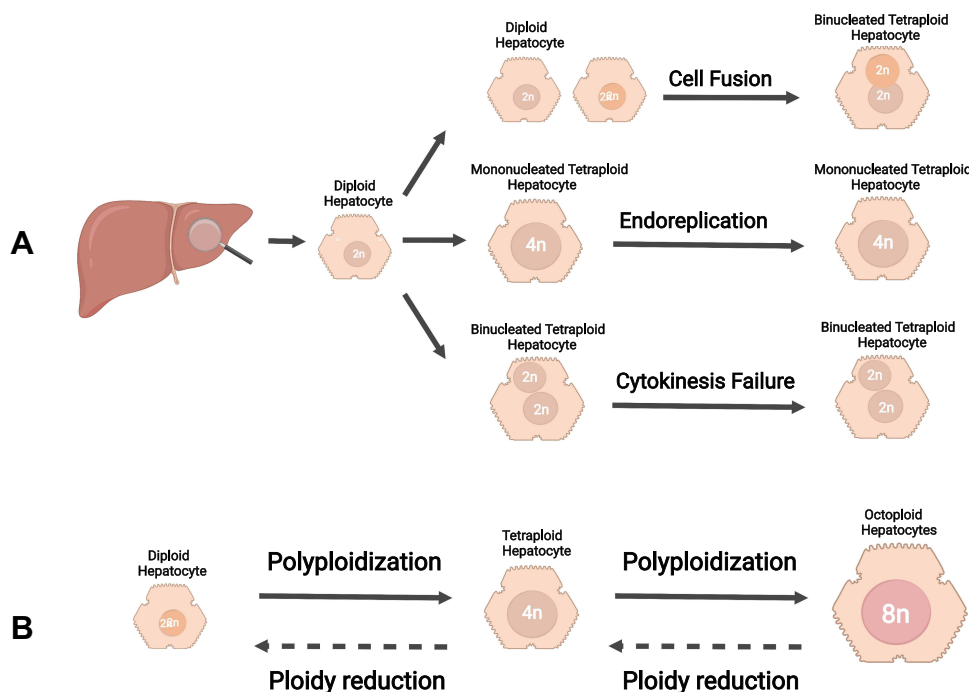 Diploid
Hepatocyte
2n
2n
Cell Fusion
Binucleated Tetraploid
Hepatocyte
2n
2n
A
Diploid
Hepatocyte
2n
Mononucleated Tetraploid
Hepatocyte
4n
Endoreplication
Mononucleated Tetraploid
Hepatocyte
4n
Binucleated Tetraploid
Hepatocyte
2n
2n
Cytokinesis Failure
Binucleated Tetraploid
Hepatocyte
2n
2n
B
Diploid
Hepatocyte
2n
Polyploidization
Ploidy reduction
Tetraploid
Hepatocyte
4n
Polyploidization
Ploidy reduction
Octoploid
Hepatocytes
8n